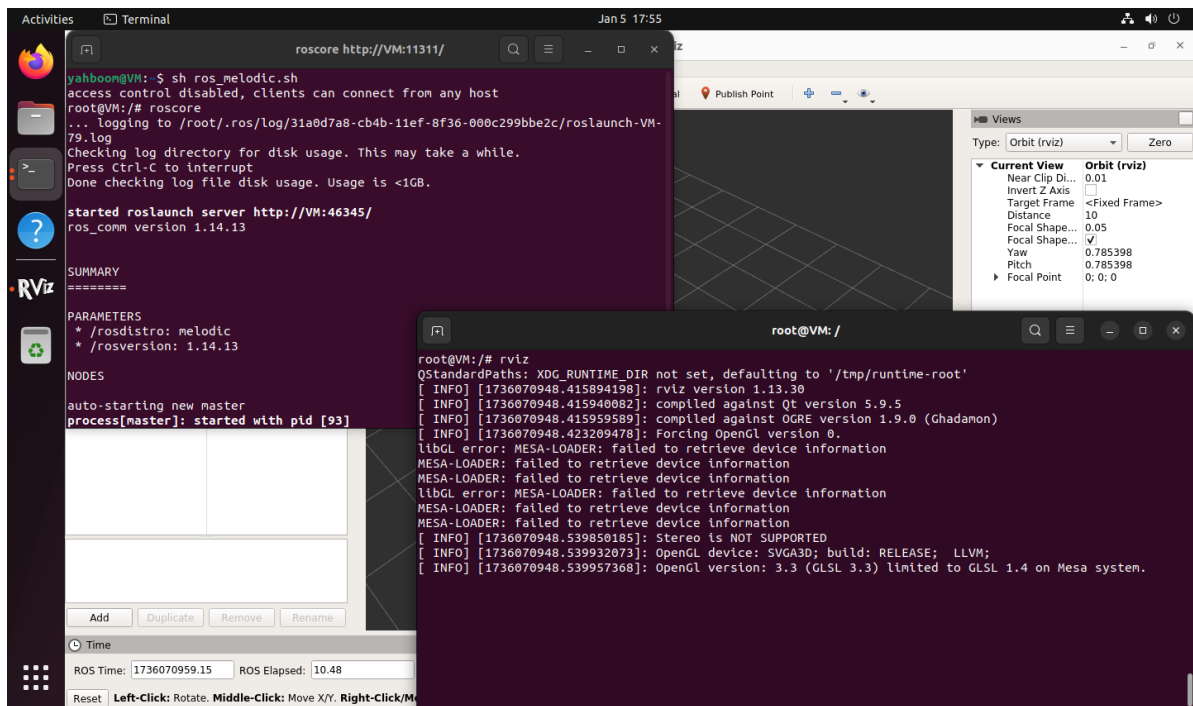 Activities
Terminal
Jan 5 17:55
roscore http://VM:11311/
yahboom@VM:~$ sh ros_melodic.sh
access control disabled, clients can connect from any host
root@VM:/# roscore
... logging to /root/.ros/log/31a0d7a8-cb4b-11ef-8f36-000c299bbe2c/roslaunch-VM-
79.log
Checking log directory for disk usage. This may take a while.
Press Ctrl-C to interrupt
Done checking log file disk usage. Usage is <1GB.
started roslaunch server http://VM:46345/
ros_comm version 1.14.13
SUMMARY
========
PARAMETERS
* /rosdistro: melodic
* /rosversion: 1.14.13
NODES
auto-starting new master
process[master]: started with pid [93]
iz
al
Publish Point
Views
Type: Orbit (rviz)
Zero
Current View Orbit (rviz)
Near Clip Di... 0.01
Invert Z Axis
Target Frame <Fixed Frame>
Distance 10
Focal Shape... 0.05
Focal Shape...
Yaw 0.785398
Pitch 0.785398
Focal Point 0; 0; 0
RViz
root@VM: /
root@VM:/# rviz
QStandardPaths: XDG_RUNTIME_DIR not set, defaulting to '/tmp/runtime-root'
[ INFO] [1736070948.415894198]: rviz version 1.13.30
[ INFO] [1736070948.415940082]: compiled against Qt version 5.9.5
[ INFO] [1736070948.415959589]: compiled against OGRE version 1.9.0 (Ghadamon)
[ INFO] [1736070948.423209478]: Forcing OpenGl version 0.
libGL error: MESA-LOADER: failed to retrieve device information
MESA-LOADER: failed to retrieve device information
MESA-LOADER: failed to retrieve device information
libGL error: MESA-LOADER: failed to retrieve device information
MESA-LOADER: failed to retrieve device information
MESA-LOADER: failed to retrieve device information
[ INFO] [1736070948.539850185]: Stereo is NOT SUPPORTED
[ INFO] [1736070948.539932073]: OpenGL device: SVGA3D; build: RELEASE;  LLVM;
[ INFO] [1736070948.539957368]: OpenGl version: 3.3 (GLSL 3.3) limited to GLSL 1.4 on Mesa system.
Add Duplicate Remove Rename
Time
ROS Time: 1736070959.15 ROS Elapsed: 10.48
Reset Left-Click: Rotate. Middle-Click: Move X/Y. Right-Click/M